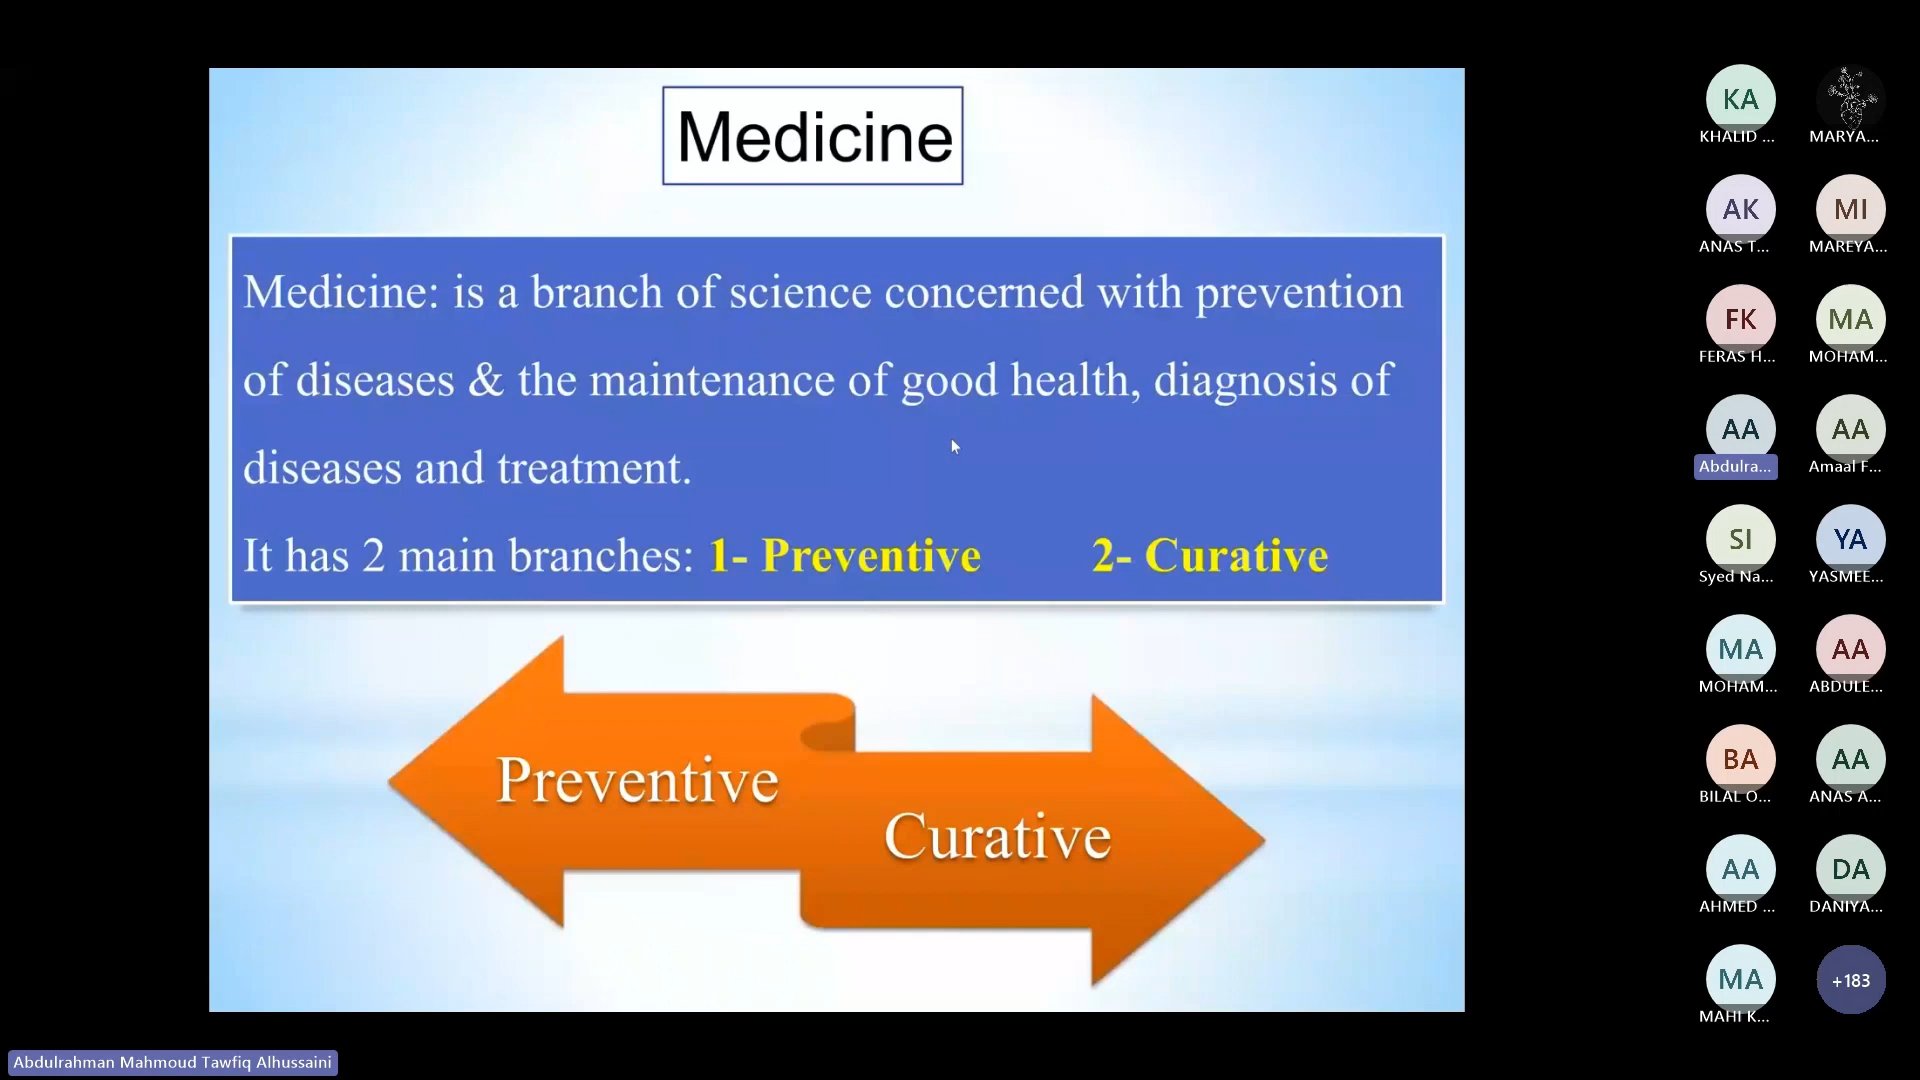 Medicine
Medicine: is a branch of science concerned with prevention
of diseases & the maintenance of good health, diagnosis of
diseases and treatment.
It has 2 main branches: 1- Preventive 2- Curative
Preventive
Curative
KA
KHALID ...
MARYA...
AK
ANAS T...
MI
MAREYA...
FK
FERAS H...
MA
MOHAM...
AA
Abdulra...
AA
Amaal F...
SI
Syed Na...
YA
YASMEE...
MA
MOHAM...
AA
ABDULE...
BA
BILAL O...
AA
ANAS A...
AA
AHMED ...
DA
DANIYA...
MA
MAHI K...
+183
Abdulrahman Mahmoud Tawfiq Alhussaini